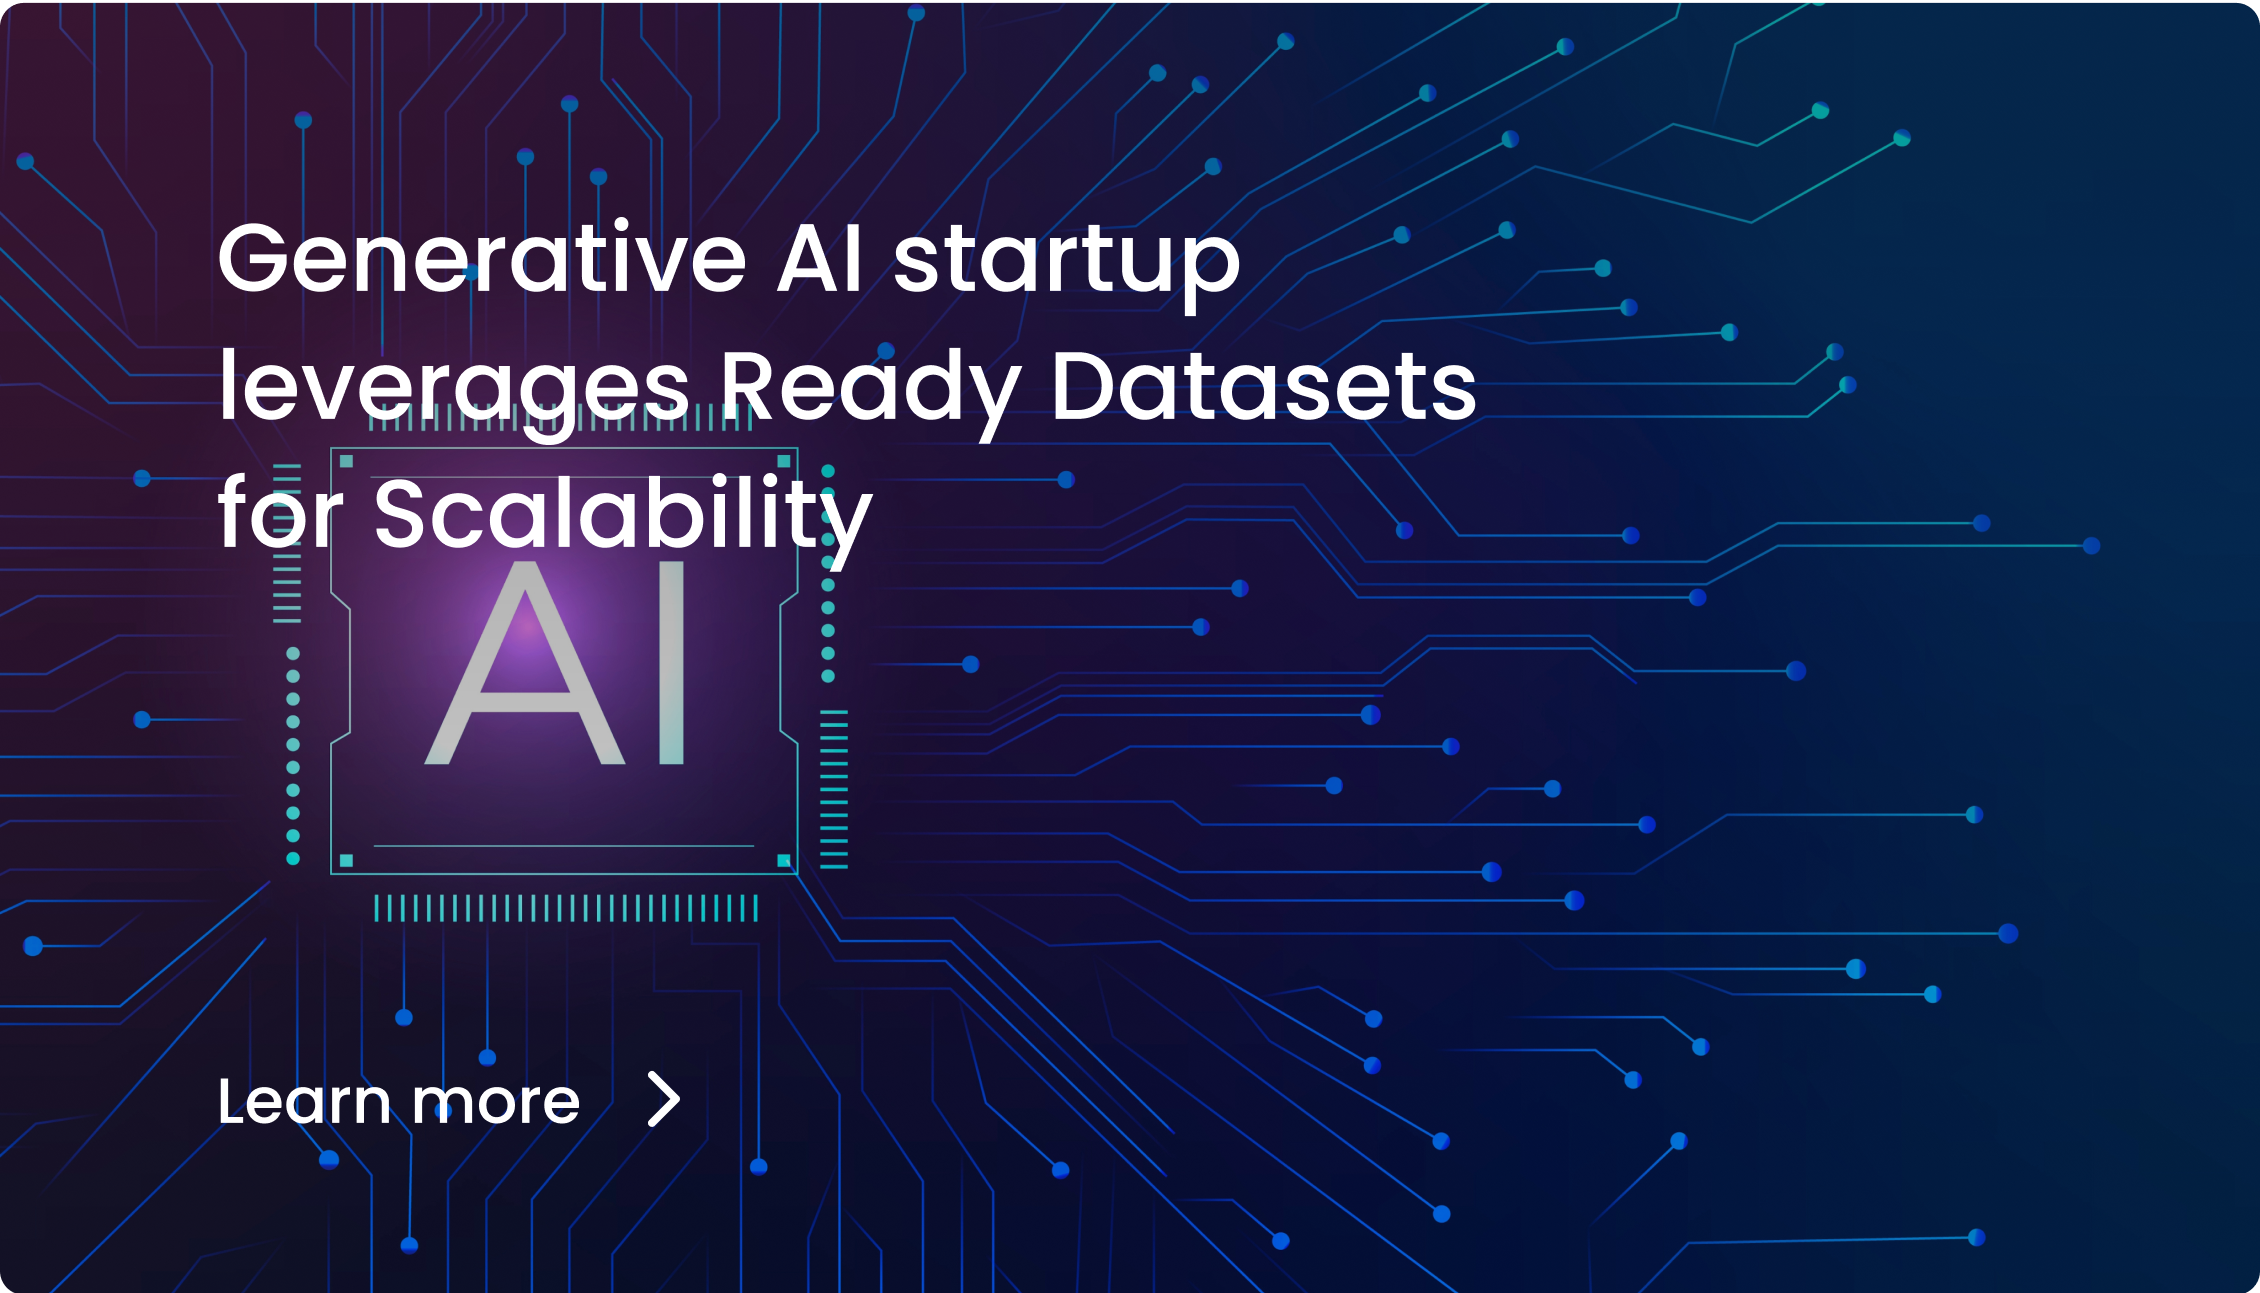 Generative AI startup
leverages Ready Datasets
for Scalability
AI
Learn more